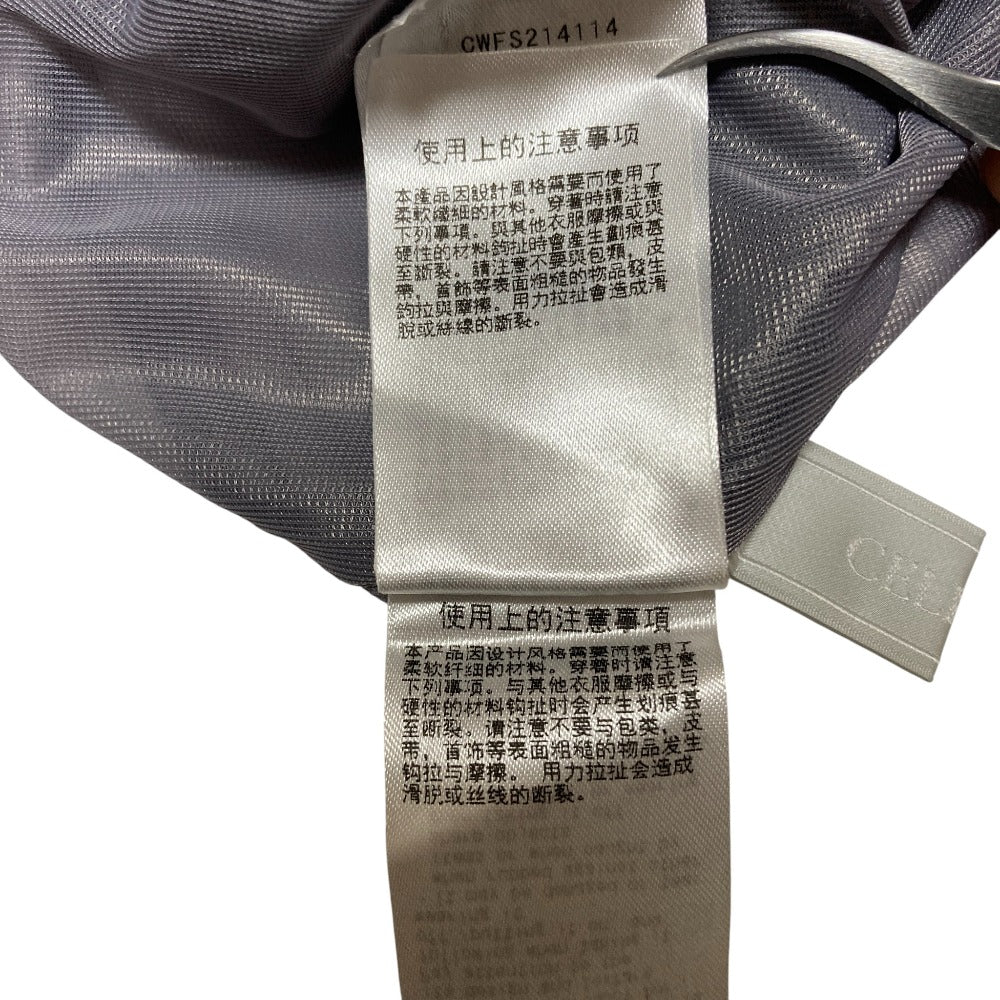 CWFS214114
使用上的注意事项
本產品因設計風格需要而使用了
柔軟纖細的材料。穿著時請注意
下列事項。與其他衣服摩擦或與
硬性的材料鈎扯時會產生劃痕甚
至斷裂。請注意不要與包類，皮
帶，首飾等表面粗糙的物品發生
鈎拉與摩擦。用力拉扯會造成滑
脫或絲線的斷裂。
使用上的注意事項
本产品因设计风格需要而使用了
柔软纤细的材料。穿着时请注意
下列事项。与其他衣服摩擦或与
硬性的材料钩扯时会产生划痕甚
至断裂。请注意不要与包类，皮
带，首饰等表面粗糙的物品发生
钩拉与摩擦。用力拉扯会造成
滑脱或丝线的断裂。
CEL